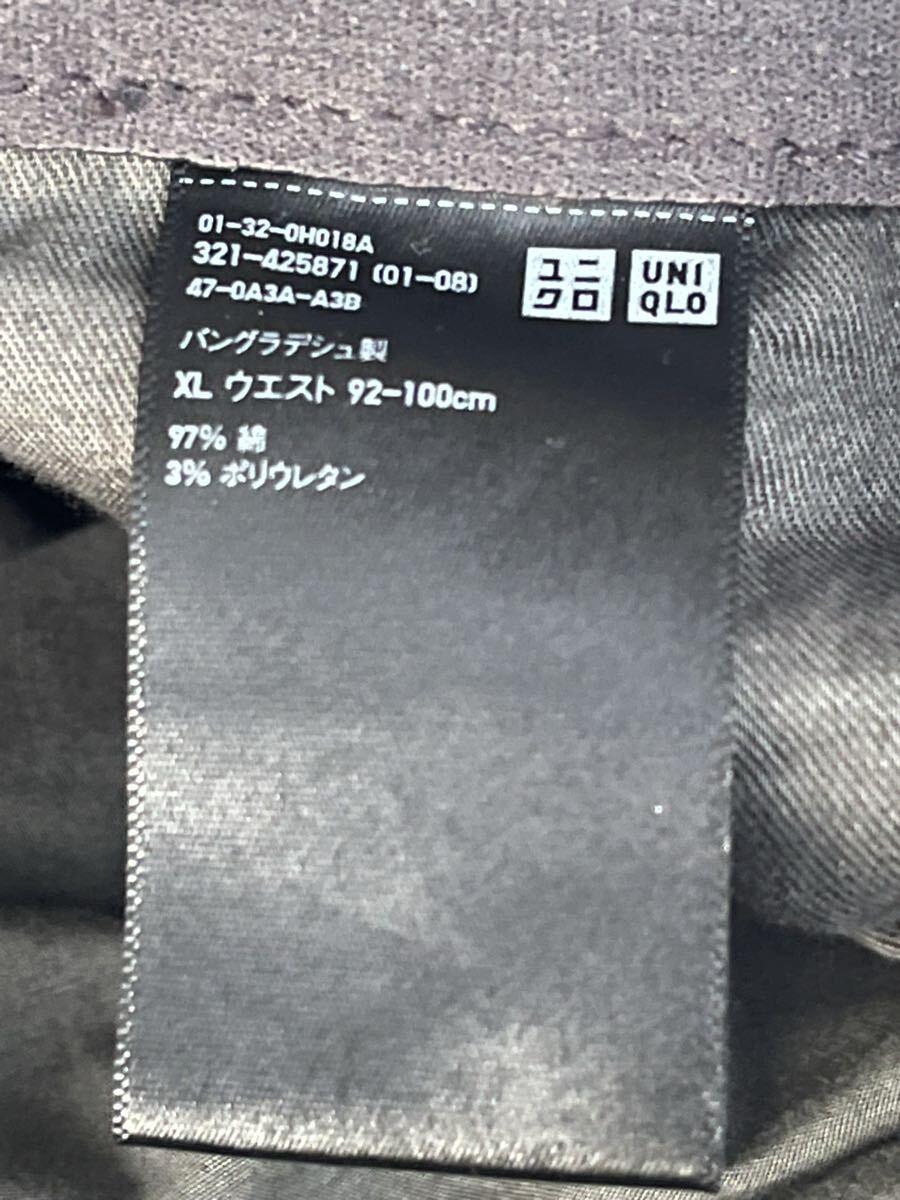 01-32-0H018A
321-425871 (01-08)
47-0A3A-A3B
ユニ
クロ
UNI
QLO
バングラデシュ製
XL ウエスト 92-100cm
97% 綿
3% ポリウレタン